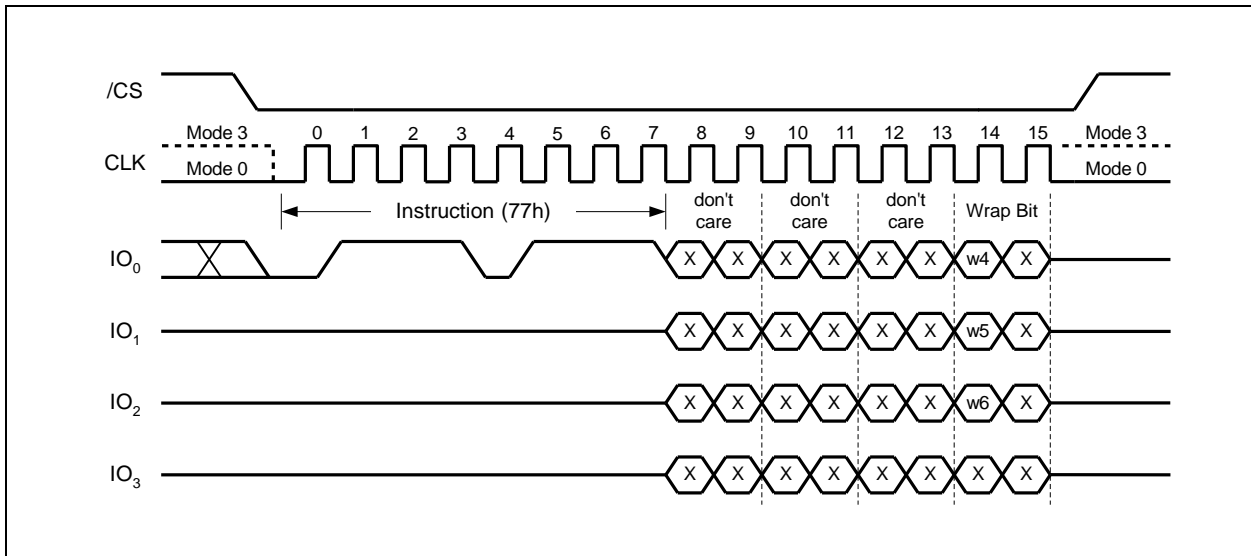 /CS
Mode 3 0 1 2 3 4 5 6 7 8 9 10 11 12 13 14 15 Mode 3
CLK
Mode 0 Mode 0
Instruction (77h) don't care don't care don't care Wrap Bit
IO0 X X X X X X w4 X
IO1 X X X X X X w5 X
IO2 X X X X X X w6 X
IO3 X X X X X X X X